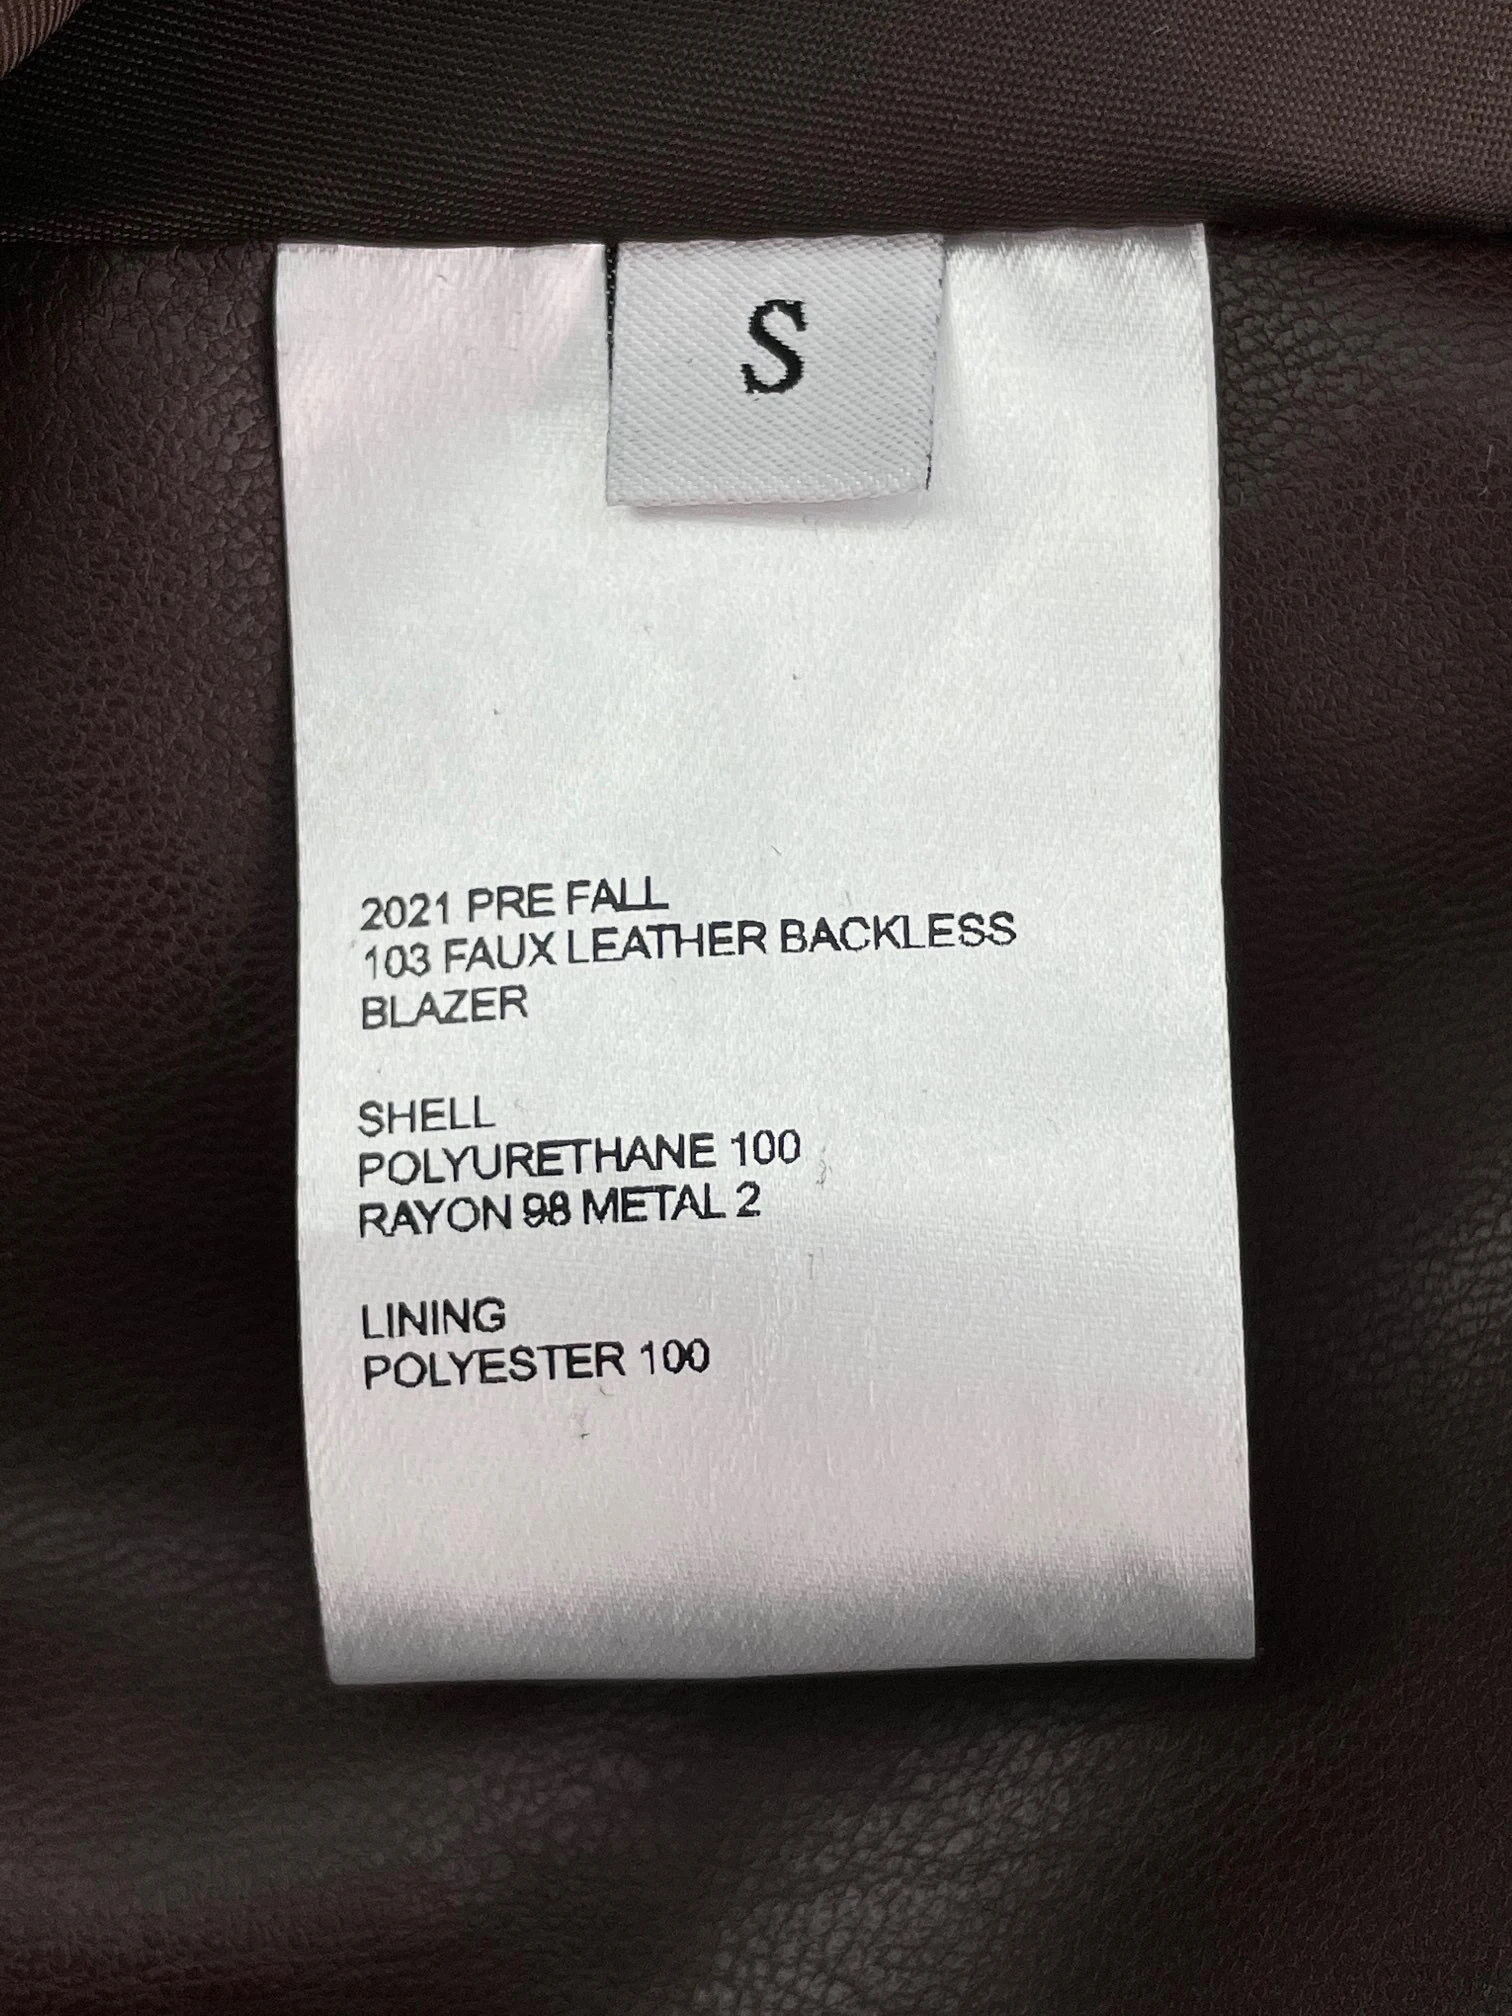 S
2021 PRE FALL
103 FAUX LEATHER BACKLESS
BLAZER
SHELL
POLYURETHANE 100
RAYON 98 METAL 2
LINING
POLYESTER 100